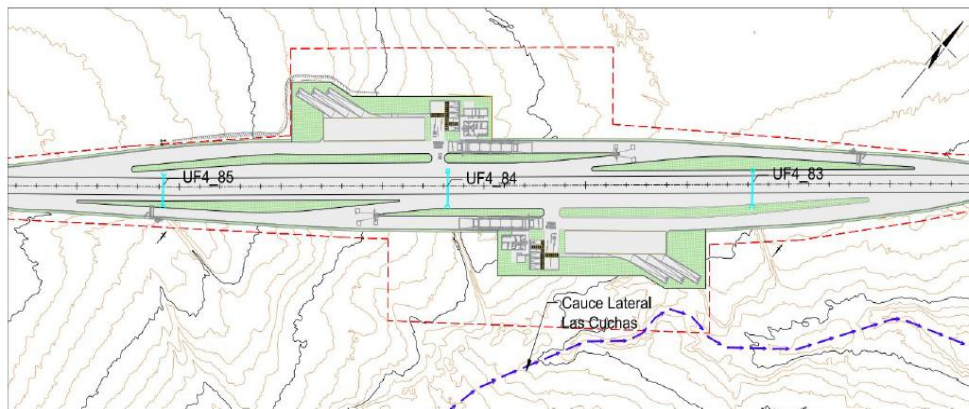 UF4_85
UF4_84
UF4_83
Cauce Lateral
Las Cuchas